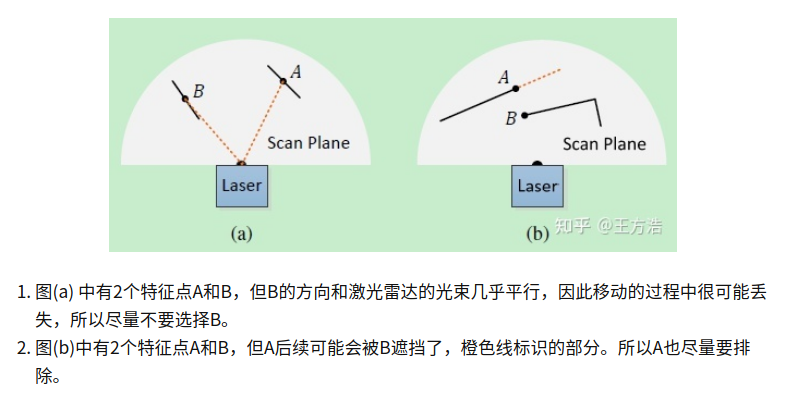 B
A
Scan Plane
Laser
(a)
A
B
Scan Plane
Laser
(b)
知乎 @王方浩
1. 图(a) 中有2个特征点A和B，但B的方向和激光雷达的光束几乎平行，因此移动的过程中很可能丢
失，所以尽量不要选择B。
2. 图(b)中有2个特征点A和B，但A后续可能会被B遮挡了，橙色线标识的部分。所以A也尽量要排
除。